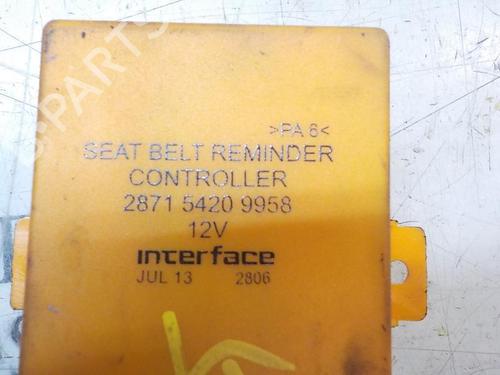 >PA 6<
SEAT BELT REMINDER
CONTROLLER
2871 5420 9958
12V
interface
JUL 13 2806